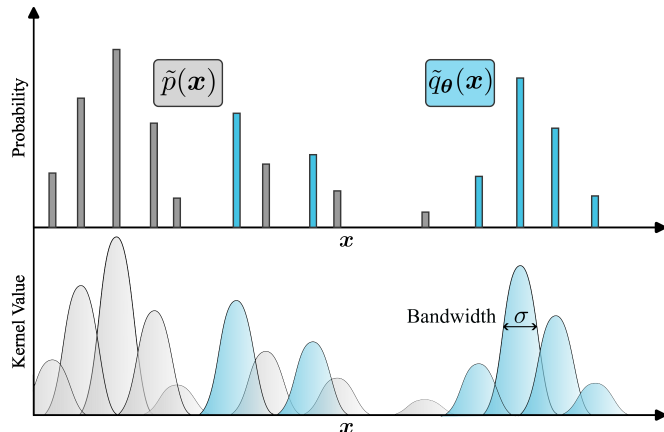 Probability
p̃(x)
q̃θ(x)
x
Kernel Value
Bandwidth σ
x